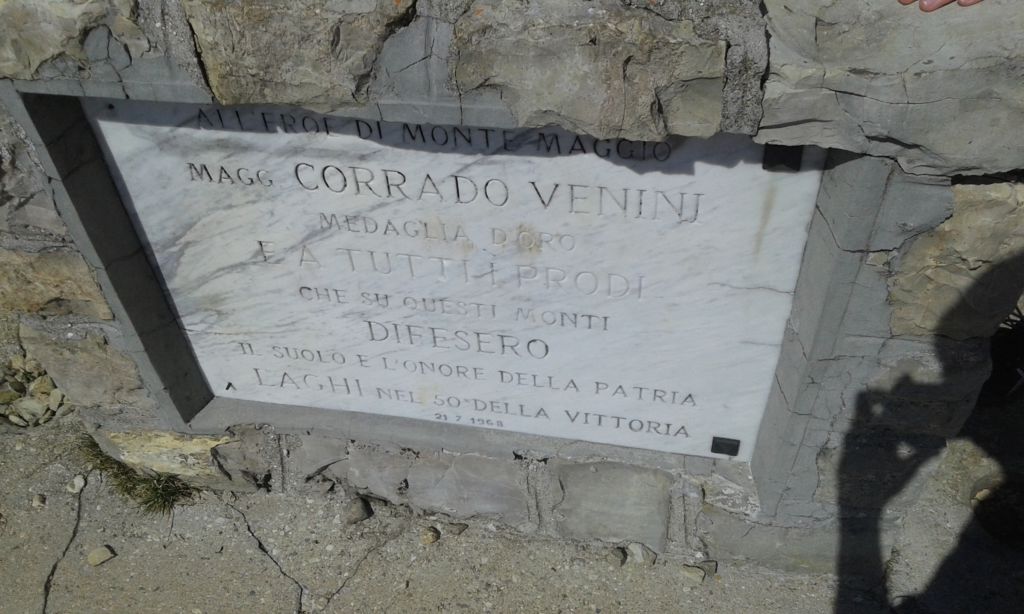 ALL'EROE DI MONTE MAGGIO
MAGG CORRADO VENINI
MEDAGLIA D'ORO
E A TUTTI I PRODI
CHE SU QUESTI MONTI
DIFESERO
IL SUOLO E L'ONORE DELLA PATRIA
LAGHI NEL 50° DELLA VITTORIA
21 7 1968